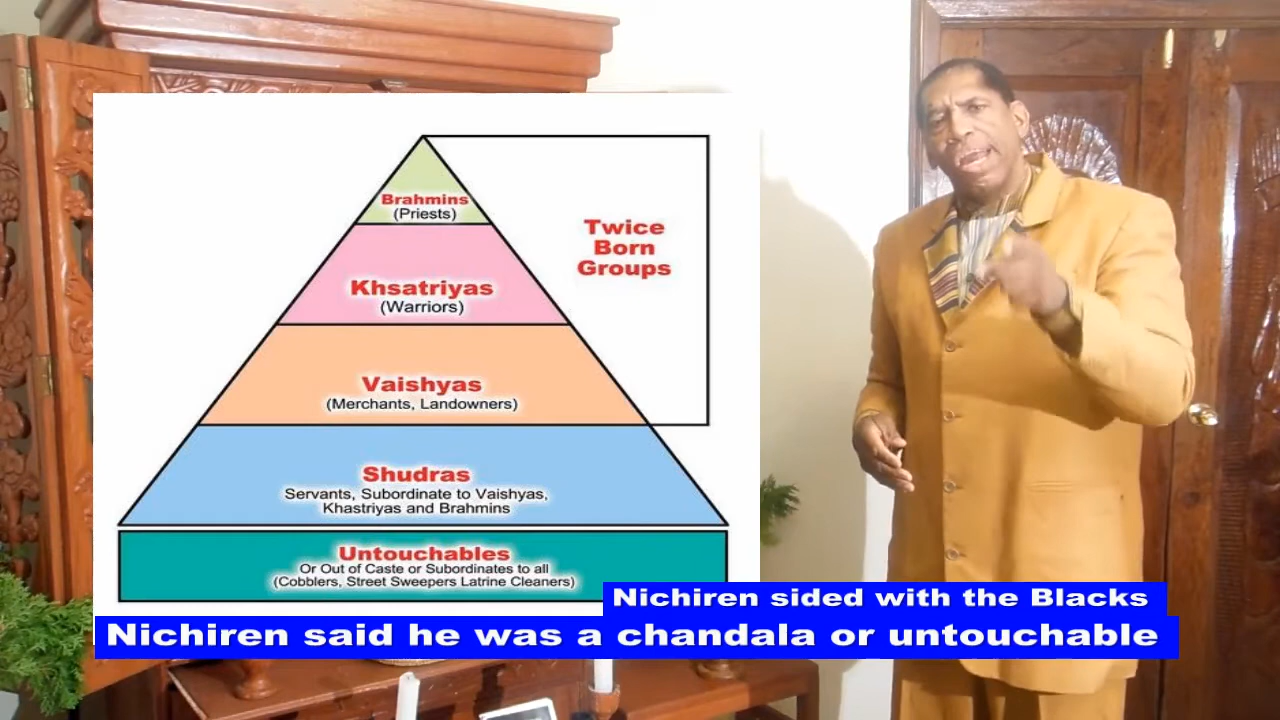 Brahmins
(Priests)
Twice
Born
Groups
Khsatriyas
(Warriors)
Vaishyas
(Merchants, Landowners)
Shudras
Servants, Subordinate to Vaishyas,
Khastriyas and Brahmins
Untouchables
Or Out of Caste or Subordinates to all
(Cobblers, Street Sweepers Latrine Cleaners)
Nichiren sided with the Blacks
Nichiren said he was a chandala or untouchable